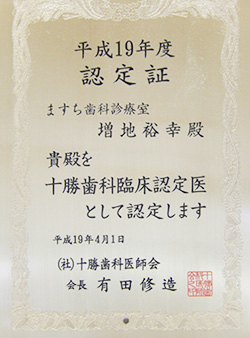 平成19年度
認定証
ますち歯科診療室
増地裕幸殿
貴殿を
十勝歯科臨床認定医
として認定します
平成19年4月1日
(社)十勝歯科医師会
会長 有田修造